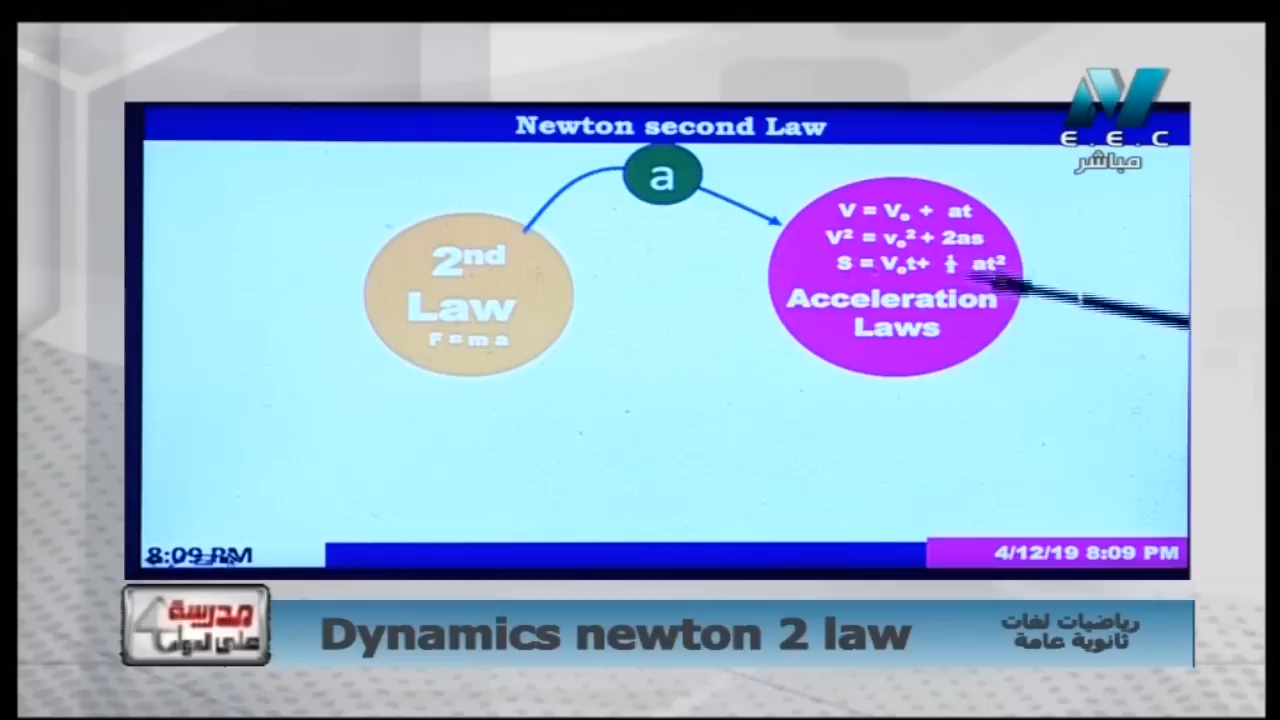 Newton second Law
E.E.C
مباشر
a
2nd
Law
F = m a
V = V₀ + at
V² = v₀² + 2as
S = V₀t+ ½ at²
Acceleration
Laws
8:09 PM
4/12/19 8:09 PM
مدرسة
على الهواء
Dynamics newton 2 law
رياضيات لغات
ثانوية عامة